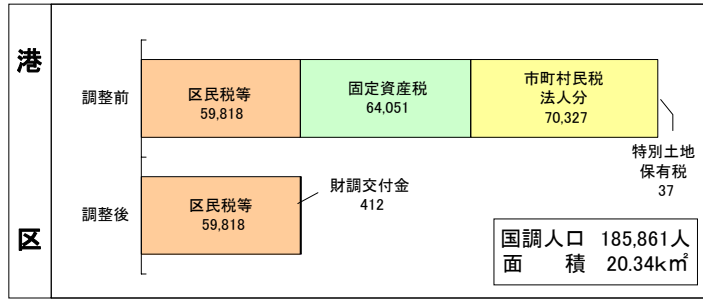 港
区
調整前
区民税等
59,818
固定資産税
64,051
市町村民税
法人分
70,327
特別土地
保有税
37
調整後
区民税等
59,818
財調交付金
412
国調人口 185,861人
面　積 20.34k㎡